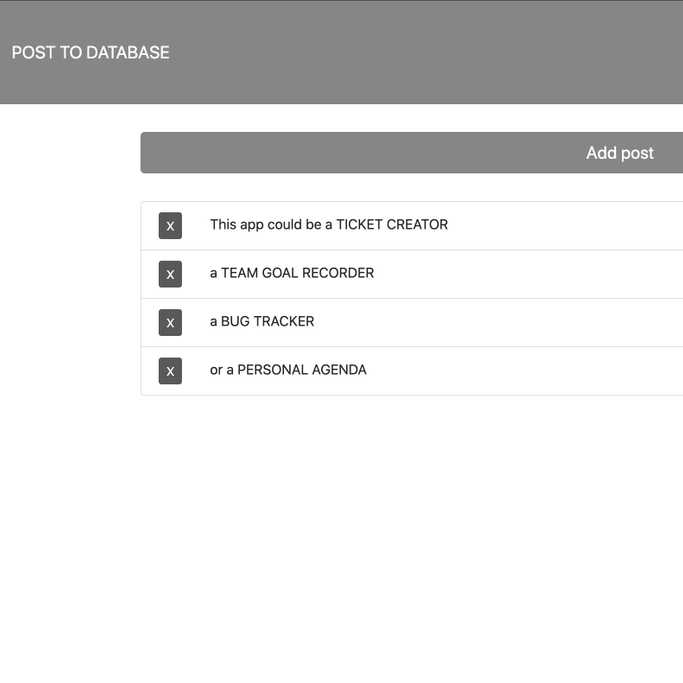 POST TO DATABASE
Add post
x This app could be a TICKET CREATOR
x a TEAM GOAL RECORDER
x a BUG TRACKER
x or a PERSONAL AGENDA